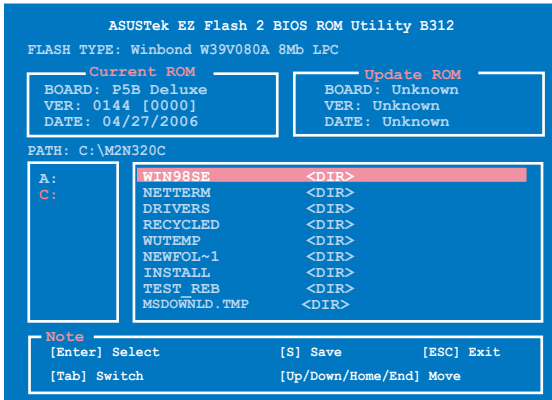 ASUSTek EZ Flash 2 BIOS ROM Utility B312
FLASH TYPE: Winbond W39V080A 8Mb LPC
Current ROM
BOARD: P5B Deluxe
VER: 0144 [0000]
DATE: 04/27/2006
Update ROM
BOARD: Unknown
VER: Unknown
DATE: Unknown
PATH: C:\M2N320C
A:
C:
WIN98SE <DIR>
NETTERM <DIR>
DRIVERS <DIR>
RECYCLED <DIR>
WUTEMP <DIR>
NEWFOL~1 <DIR>
INSTALL <DIR>
TEST_REB <DIR>
MSDOWNLD.TMP <DIR>
Note
[Enter] Select [S] Save [ESC] Exit
[Tab] Switch [Up/Down/Home/End] Move